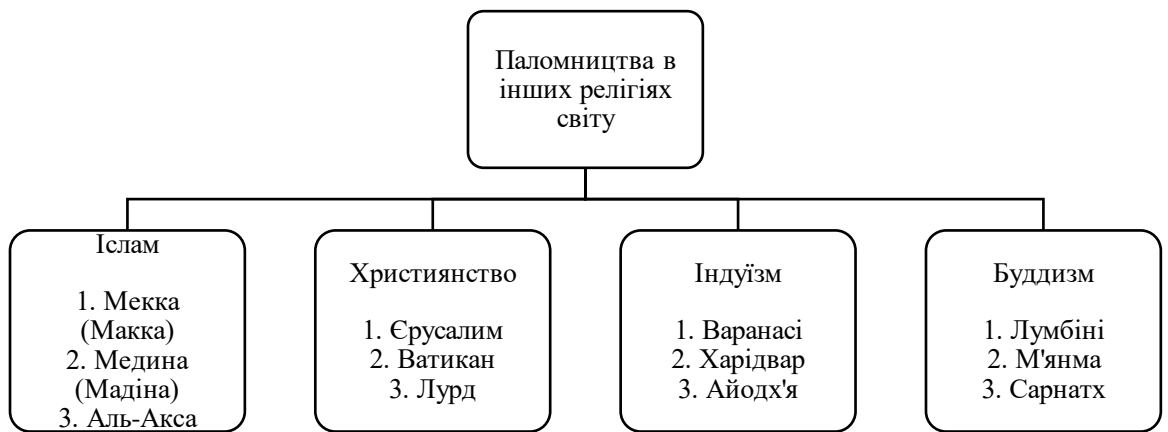 Паломництва в
інших релігіях
світу
Іслам
1. Мекка
(Макка)
2. Медина
(Мадіна)
3. Аль-Акса
Християнство
1. Єрусалим
2. Ватикан
3. Лурд
Індуїзм
1. Варанасі
2. Харідвар
3. Айодх'я
Буддизм
1. Лумбіні
2. М'янма
3. Сарнатх